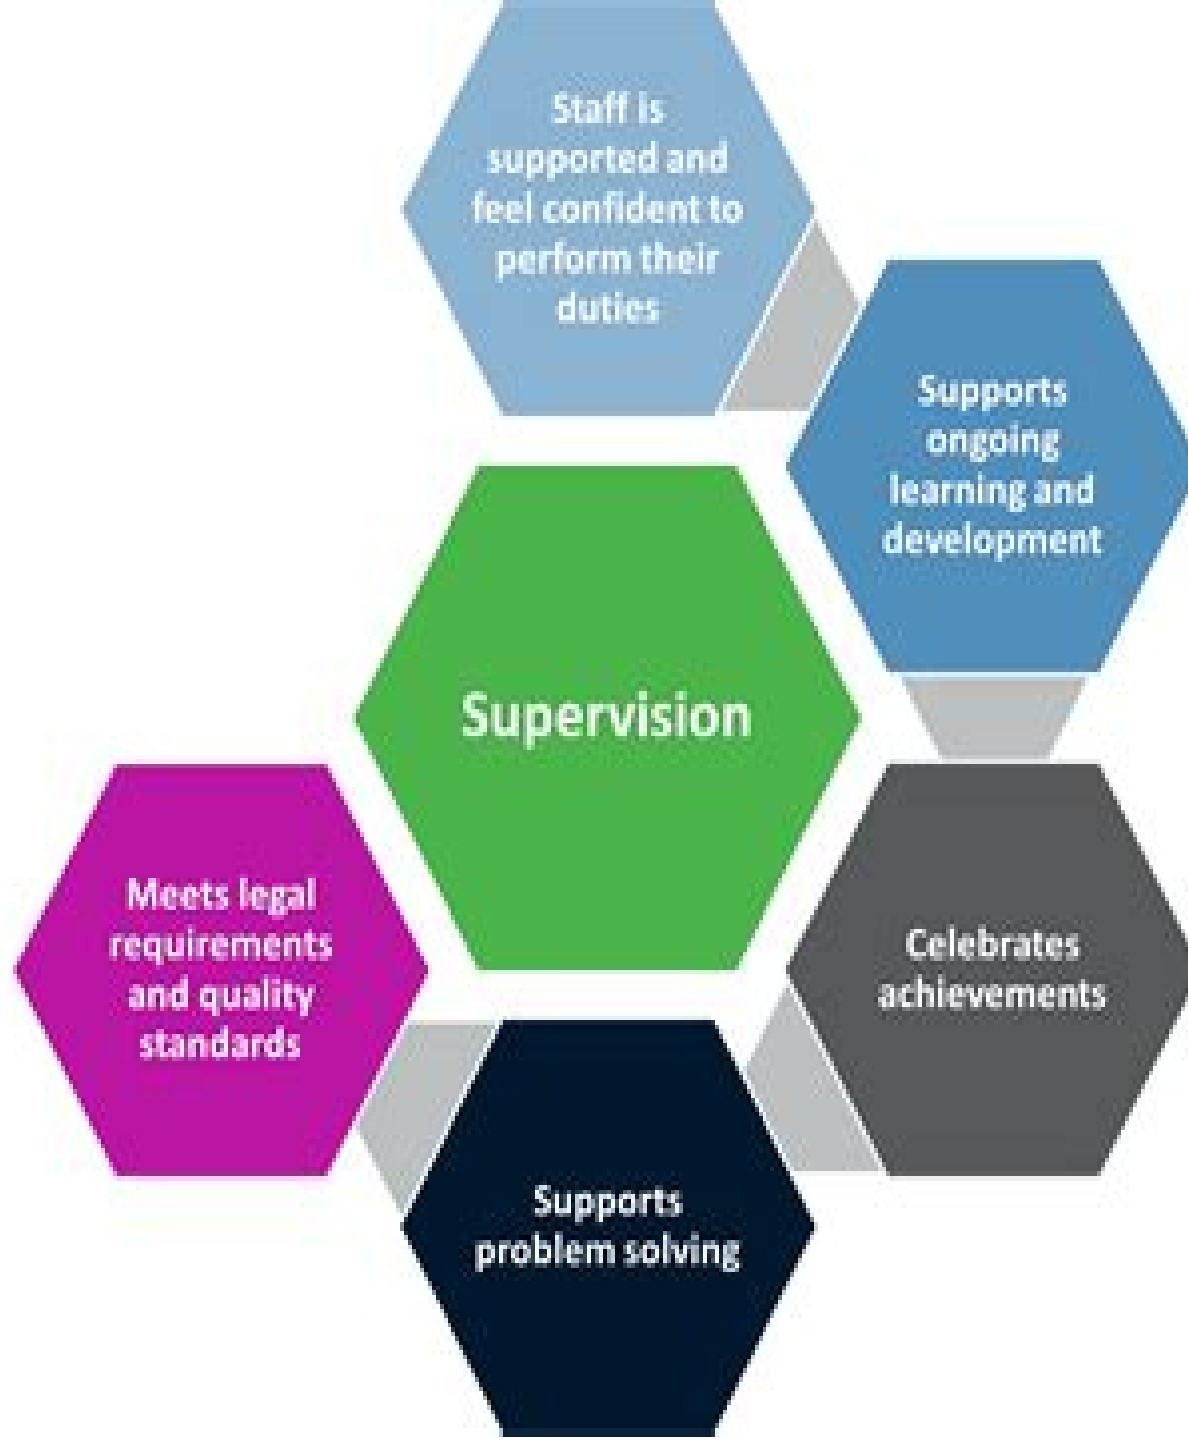 Staff is
supported and
feel confident to
perform their
duties
Supports
ongoing
learning and
development
Supervision
Meets legal
requirements
and quality
standards
Celebrates
achievements
Supports
problem solving